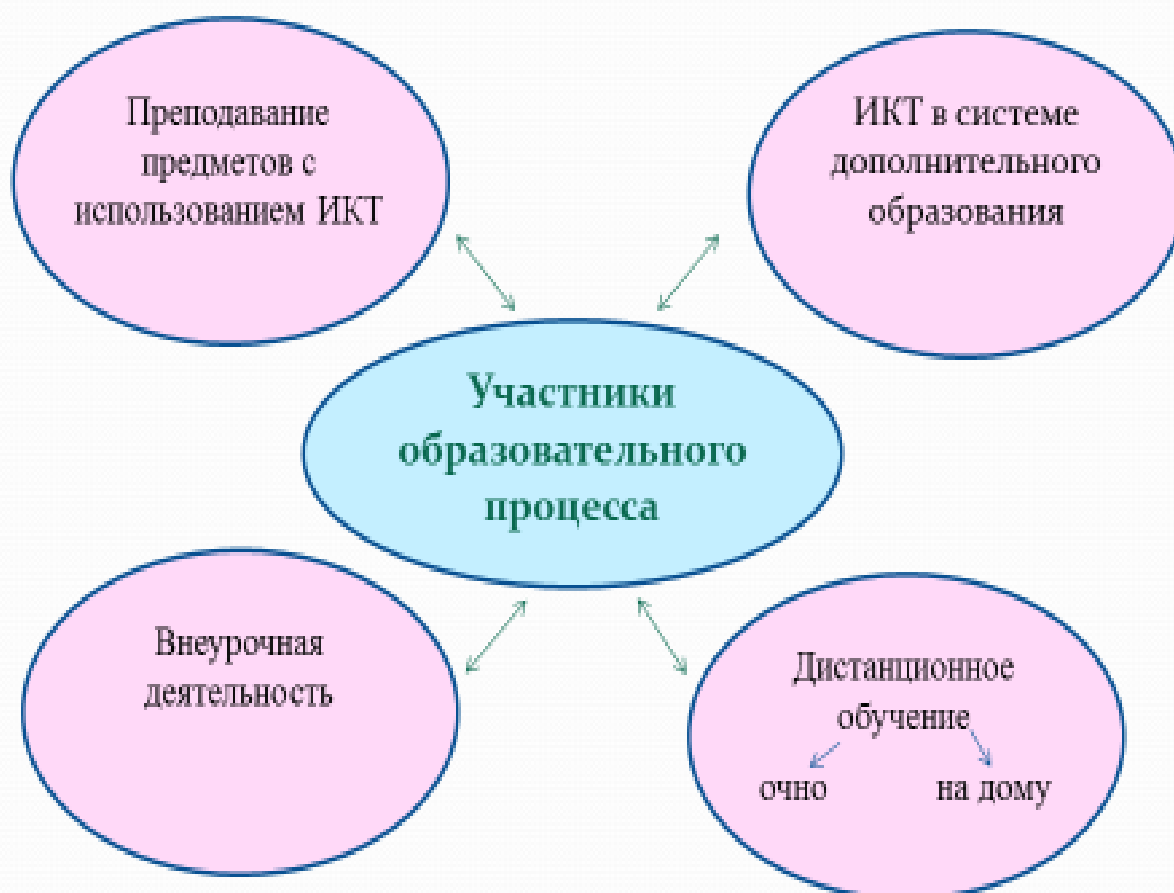 Преподавание
предметов с
использованием ИКТ
ИКТ в системе
дополнительного
образования
Участники
образовательного
процесса
Внеурочная
деятельность
Дистанционное
обучение
очно на дому